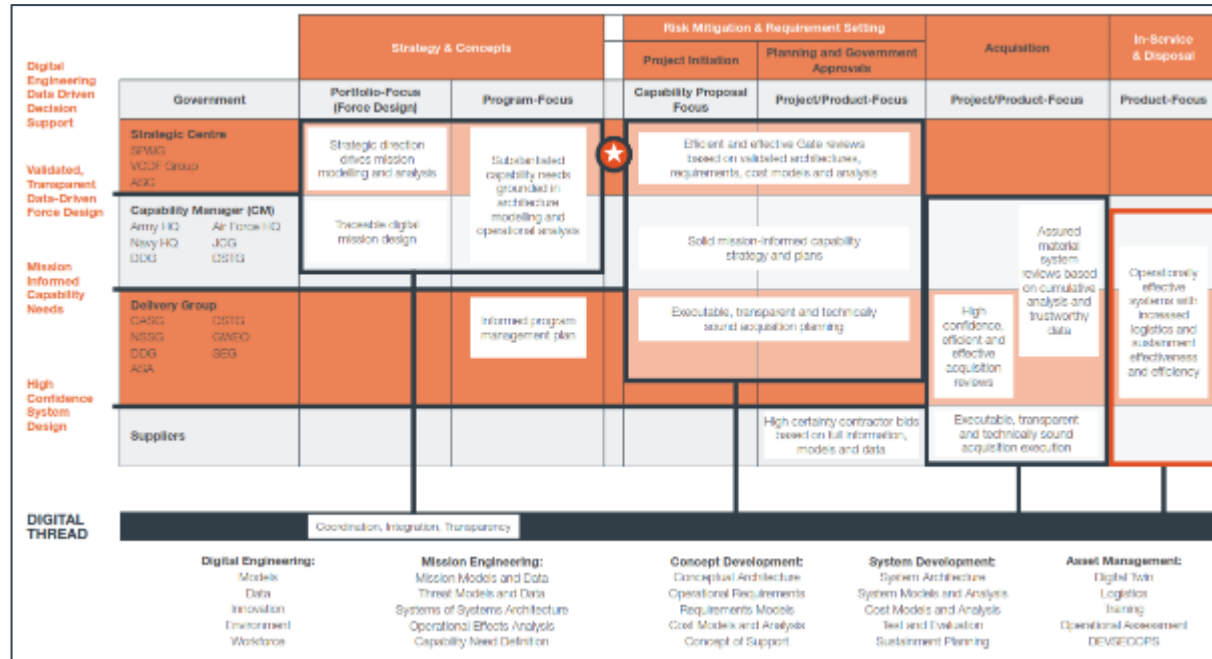 Strategy & Concepts
Risk Mitigation & Requirement Setting
Acquisition
In-Service
& Disposal
Project Initiation
Planning and Government
Approvals
Digital
Engineering
Data Driven
Decision
Support
Government
Portfolio-Focus
(Force Design)
Program-Focus
Capability Proposal
Focus
Project/Product-Focus
Project/Product-Focus
Product-Focus
Strategic Centre
SPWG
VCDF Group
ASG
Strategic direction
drives mission
modelling and analysis
Substantiated
capability needs
grounded in
architecture
modelling and
operational analysis
Efficient and effective Gate reviews
based on validated architectures,
requirements, cost models and analysis
Validated,
Transparent
Data-Driven
Force Design
Capability Manager (CM)
Army HQ Air Force HQ
Navy HQ JCG
DDG DSTG
Traceable digital
mission design
Solid mission-informed capability
strategy and plans
Assured
material
system
reviews based
on cumulative
analysis and
trustworthy
data
Operationally
effective
systems with
increased
logistics and
sustainment
effectiveness
and efficiency
Mission
Informed
Capability
Needs
Delivery Group
CASG DSTG
NSSG GWEO
DDG SEG
ASA
Informed program
management plan
Executable, transparent and technically
sound acquisition planning
High
confidence,
efficient and
effective
acquisition
reviews
High
Confidence
System
Design
Suppliers
High certainty contractor bids
based on full information,
models and data
Executable, transparent
and technically sound
acquisition execution
DIGITAL
THREAD
Coordination, Integration, Transparency
Digital Engineering:
Models
Data
Innovation
Environment
Workforce
Mission Engineering:
Mission Models and Data
Threat Models and Data
Systems of Systems Architecture
Operational Effects Analysis
Capability Need Definition
Concept Development:
Conceptual Architecture
Operational Requirements
Requirements Models
Cost Models and Analysis
Concept of Support
System Development:
System Architecture
System Models and Analysis
Cost Models and Analysis
Test and Evaluation
Sustainment Planning
Asset Management:
Digital Twin
Logistics
Training
Operational Assessment
DEVSECOPS